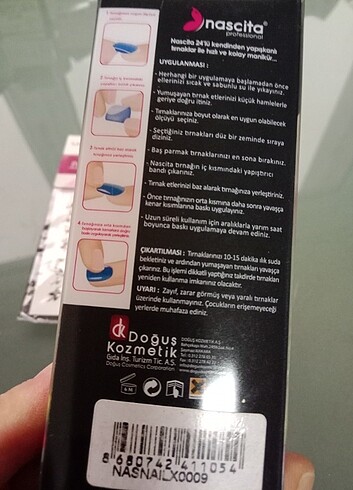 nascita
professional
Nascita 24'lü kendinden yapışkanlı
tırnaklar ile hızlı ve kolay manikür...
UYGULANMASI :
- Herhangi bir uygulamaya başlamadan önce
ellerinizi sıcak ve sabunlu su ile yıkayınız.
- Yumuşayan tırnak etlerinizi küçük hamlelerle
geriye doğru itiniz.
- Tırnaklarınıza boyut olarak en uygun olabilecek
ölçüyü seçiniz.
- Seçtiğiniz tırnakları düz bir zeminde sıraya
diziniz.
- Baş parmak tırnaklarınızı en sona bırakınız.
- Nascita tırnağın iç kısmındaki yapıştırıcı
bandı çıkarınız.
- Tırnak etlerinizi baz alarak tırnağınıza yerleştiriniz.
- Önce tırnağınızın orta kısmına daha sonra yavaşça
kenar kısımlarına baskı uygulayınız.
- Uzun süreli kullanım için aralıklarla yarım saat
boyunca baskı uygulamaya devam ediniz.
ÇIKARTILMASI : Tırnaklarınızı 10-15 dakika ılık suda
bekletiniz ve ardından yumuşayan tırnakları yavaşça
çıkarınız. Bu işlemi dikkatli yaptığınız takdirde tırnakları
yeniden kullanma imkanınız olacaktır.
UYARI : Zayıf, zarar görmüş veya yaralı tırnaklar
üzerinde kullanmayınız. Çocukların erişemeyeceği
yerlerde muhafaza ediniz.
Doğuş
Kozmetik
Gıda İnş. Turizm Tic. A.Ş.
Doğuş Cosmetics Corporation
DOĞUŞ KOZMETİK A.Ş.
8 680742 411054
NASNAILX0009